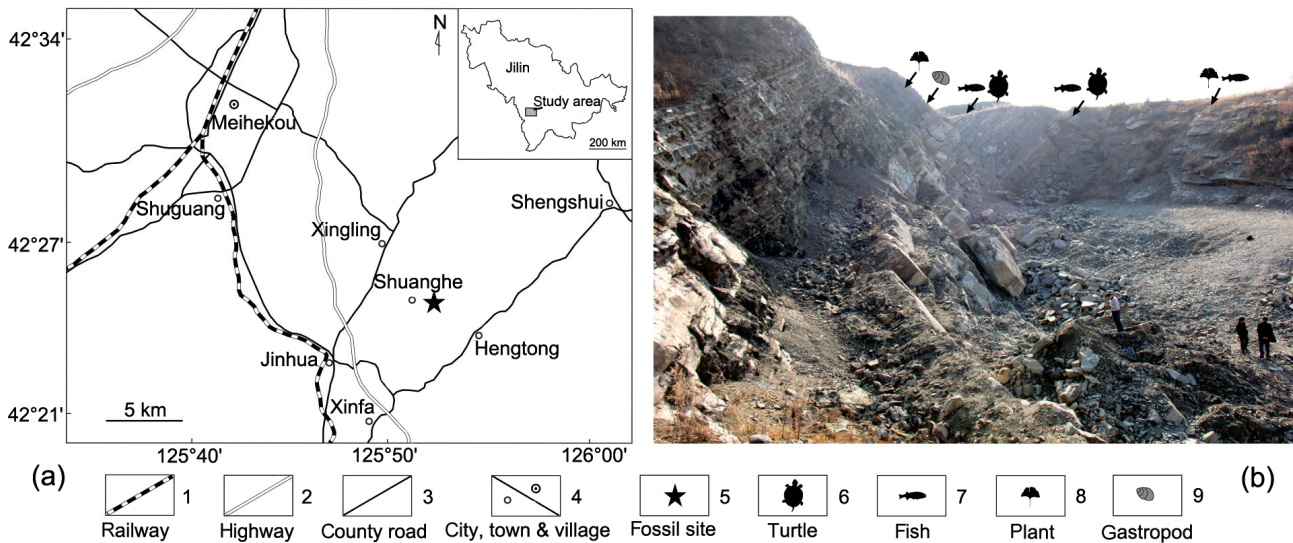 42°34'
N
Jilin
Study area
200 km
Meihekou
Shuguang
Shengshui
42°27'
Xingling
Shuanghe
Hengtong
Jinhua
42°21'
5 km
Xinfa
125°40'
125°50'
126°00'
(a)
1
2
3
4
5
6
7
8
9
(b)
Railway
Highway
County road
City, town & village
Fossil site
Turtle
Fish
Plant
Gastropod